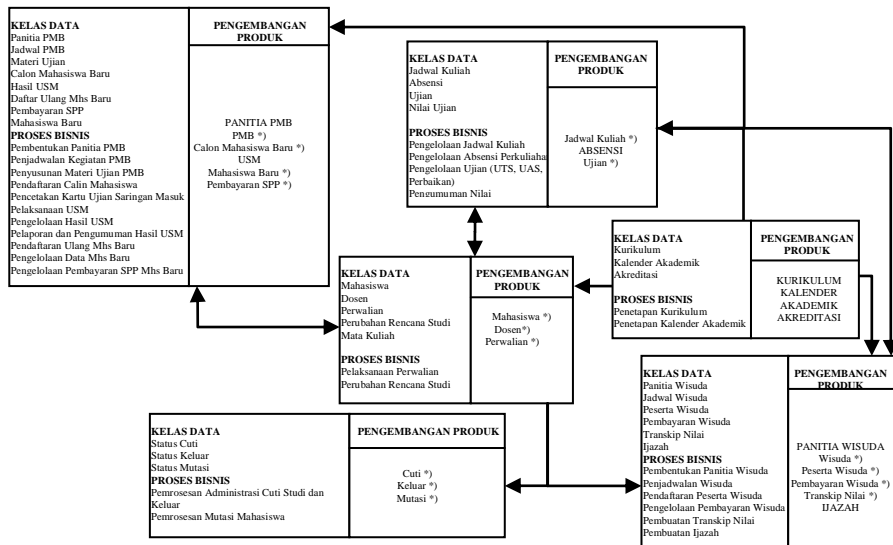 KELAS DATA
Panitia PMB
Jadwal PMB
Materi Ujian
Calon Mahasiswa Baru
Hasil USM
Daftar Ulang Mhs Baru
Pembayaran SPP
Mahasiswa Baru
PROSES BISNIS
Pembentukan Panitia PMB
Penjadwalan Kegiatan PMB
Penyusunan Materi Ujian PMB
Pendaftaran Calin Mahasiswa
Pencetakan Kartu Ujian Saringan Masuk
Pelaksanaan USM
Pengelolaan Hasil USM
Pelaporan dan Pengumuman Hasil USM
Pendaftaran Ulang Mhs Baru
Pengelolaan Data Mhs Baru
Pengelolaan Pembayaran SPP Mhs Baru
PENGEMBANGAN
PRODUK
PANITIA PMB
PMB *)
Calon Mahasiswa Baru *)
USM
Mahasiswa Baru *)
Pembayaran SPP *)
KELAS DATA
Jadwal Kuliah
Absensi
Ujian
Nilai Ujian
PROSES BISNIS
Pengelolaan Jadwal Kuliah
Pengelolaan Absensi Perkuliahan
Pengelolaan Ujian (UTS, UAS,
Perbaikan)
Pengumuman Nilai
PENGEMBANGAN
PRODUK
Jadwal Kuliah *)
ABSENSI
Ujian *)
KELAS DATA
Kurikulum
Kalender Akademik
Akreditasi
PROSES BISNIS
Penetapan Kurikulum
Penetapan Kalender Akademik
PENGEMBANGAN
PRODUK
KURIKULUM
KALENDER
AKADEMIK
AKREDITASI
KELAS DATA
Mahasiswa
Dosen
Perwalian
Perubahan Rencana Studi
Mata Kuliah
PROSES BISNIS
Pelaksanaan Perwalian
Perubahan Rencana Studi
PENGEMBANGAN
PRODUK
Mahasiswa *)
Dosen*)
Perwalian *)
KELAS DATA
Panitia Wisuda
Jadwal Wisuda
Peserta Wisuda
Pembayaran Wisuda
Transkip Nilai
Ijazah
PROSES BISNIS
Pembentukan Panitia Wisuda
Penjadwalan Wisuda
Pendaftaran Peserta Wisuda
Pengelolaan Pembayaran Wisuda
Pembuatan Transkip Nilai
Pembuatan Ijazah
PENGEMBANGAN
PRODUK
PANITIA WISUDA
Wisuda *)
Peserta Wisuda *)
Pembayaran Wisuda *)
Transkip Nilai *)
IJAZAH
KELAS DATA
Status Cuti
Status Keluar
Status Mutasi
PROSES BISNIS
Pemrosesan Administrasi Cuti Studi dan
Keluar
Pemrosesan Mutasi Mahasiswa
PENGEMBANGAN PRODUK
Cuti *)
Keluar *)
Mutasi *)